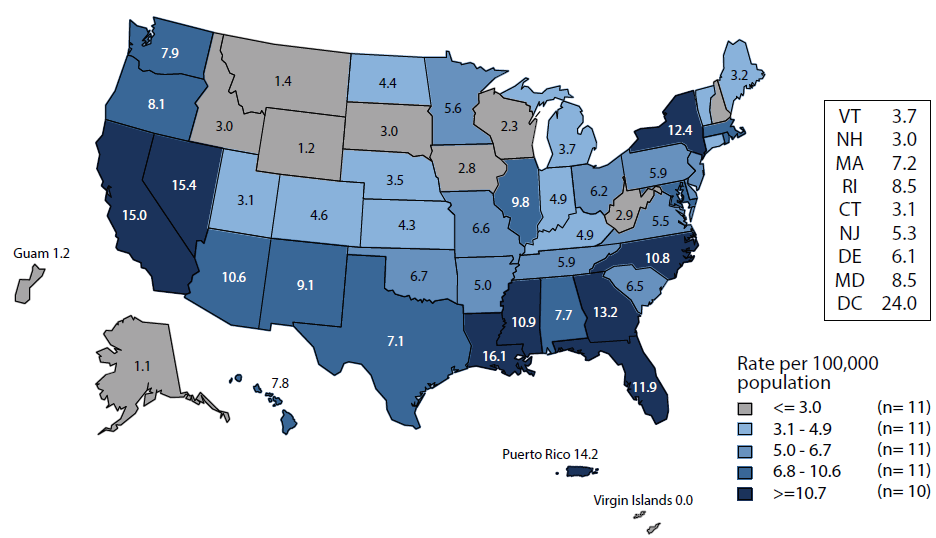 7.9
8.1
1.4
3.0
1.2
4.4
3.0
5.6
2.3
2.8
3.7
3.2
12.4
15.0
15.4
3.1
4.6
3.5
4.3
6.6
9.8
4.9
6.2
5.9
2.9
5.5
4.9
5.9
10.8
6.5
10.6
9.1
6.7
5.0
7.1
16.1
10.9
7.7
13.2
11.9
Guam 1.2
1.1
7.8
Puerto Rico 14.2
Virgin Islands 0.0
VT 3.7
NH 3.0
MA 7.2
RI 8.5
CT 3.1
NJ 5.3
DE 6.1
MD 8.5
DC 24.0
Rate per 100,000
population
<= 3.0 (n= 11)
3.1 - 4.9 (n= 11)
5.0 - 6.7 (n= 11)
6.8 - 10.6 (n= 11)
>=10.7 (n= 10)